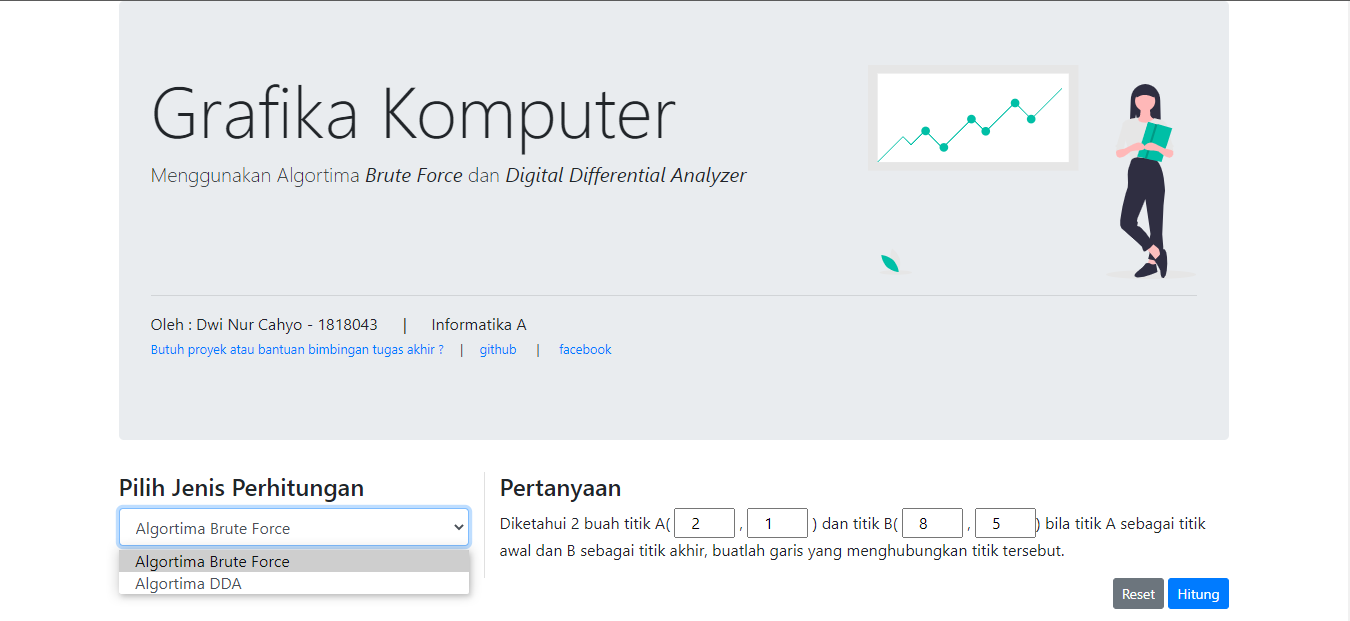 Grafika Komputer
Menggunakan Algortima Brute Force dan Digital Differential Analyzer
Oleh : Dwi Nur Cahyo - 1818043 | Informatika A
Butuh proyek atau bantuan bimbingan tugas akhir ? | github | facebook
Pilih Jenis Perhitungan
Algortima Brute Force
Algortima Brute Force
Algortima DDA
Pertanyaan
Diketahui 2 buah titik A( 2 , 1 ) dan titik B( 8 , 5 ) bila titik A sebagai titik
awal dan B sebagai titik akhir, buatlah garis yang menghubungkan titik tersebut.
Reset Hitung